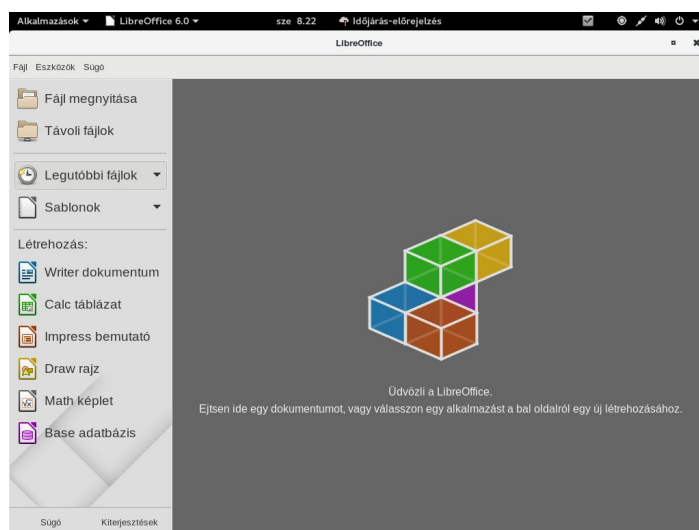 Alkalmazások LibreOffice 6.0 sze 8.22 Időjárás-előrejelzés
LibreOffice
Fájl Eszközök Súgó
Fájl megnyitása
Távoli fájlok
Legutóbbi fájlok
Sablonok
Létrehozás:
Writer dokumentum
Calc táblázat
Impress bemutató
Draw rajz
Math képlet
Base adatbázis
Üdvözli a LibreOffice.
Ejtsen ide egy dokumentumot, vagy válasszon egy alkalmazást a bal oldalról egy új létrehozásához.
Súgó Kiterjesztések